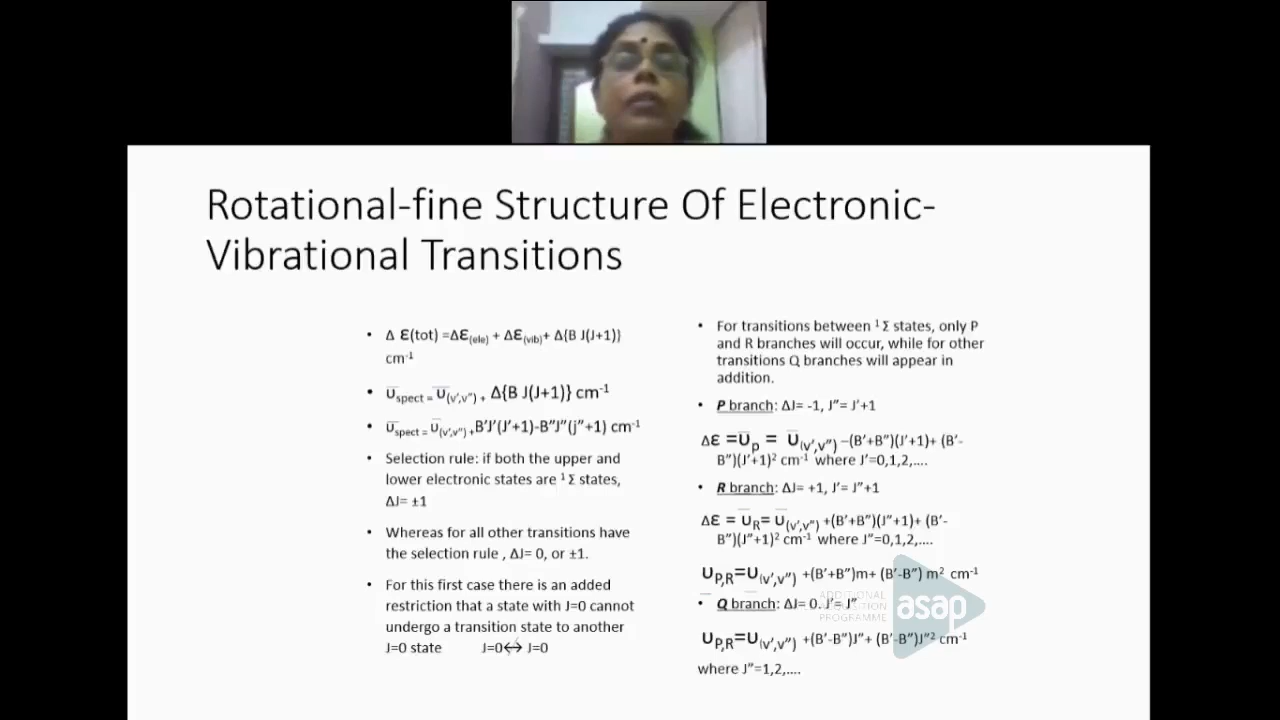 Rotational-fine Structure Of Electronic-
Vibrational Transitions
• Δ Ɛ(tot) =ΔƐ(ele) + ΔƐ(vib)+ Δ{B J(J+1)}
cm-1
• ῡspect = ῡ(v’,v”) + Δ{B J(J+1)} cm-1
• ῡspect = ῡ(v’,v”) +B’J’(J’+1)-B”J”(j”+1) cm-1
• Selection rule: if both the upper and
lower electronic states are ¹Σ states,
ΔJ= ±1
• Whereas for all other transitions have
the selection rule , ΔJ= 0, or ±1.
• For this first case there is an added
restriction that a state with J=0 cannot
undergo a transition state to another
J=0 state J=0↔ J=0
• For transitions between ¹Σ states, only P
and R branches will occur, while for other
transitions Q branches will appear in
addition.
• P branch: ΔJ= -1, J”= J’+1
ΔƐ =Ūp = Ū(v’,v”) –(B’+B”)(J’+1)+ (B’-
B”)(J’+1)² cm-1 where J’=0,1,2,....
• R branch: ΔJ= +1, J’= J”+1
ΔƐ = ŪR= Ū(v’,v”) +(B’+B”)(J”+1)+ (B’-
B”)(J”+1)² cm-1 where J”=0,1,2,....
UP,R=U(v’,v”) +(B’+B”)m+ (B’-B”) m² cm-1
• Q branch: ΔJ= 0. J’= J”
UP,R=U(v’,v”) +(B’-B”)J”+ (B’-B”)J”² cm-1
where J”=1,2,....
ADDITIONAL
ACQUISITION
PROGRAMME
asap